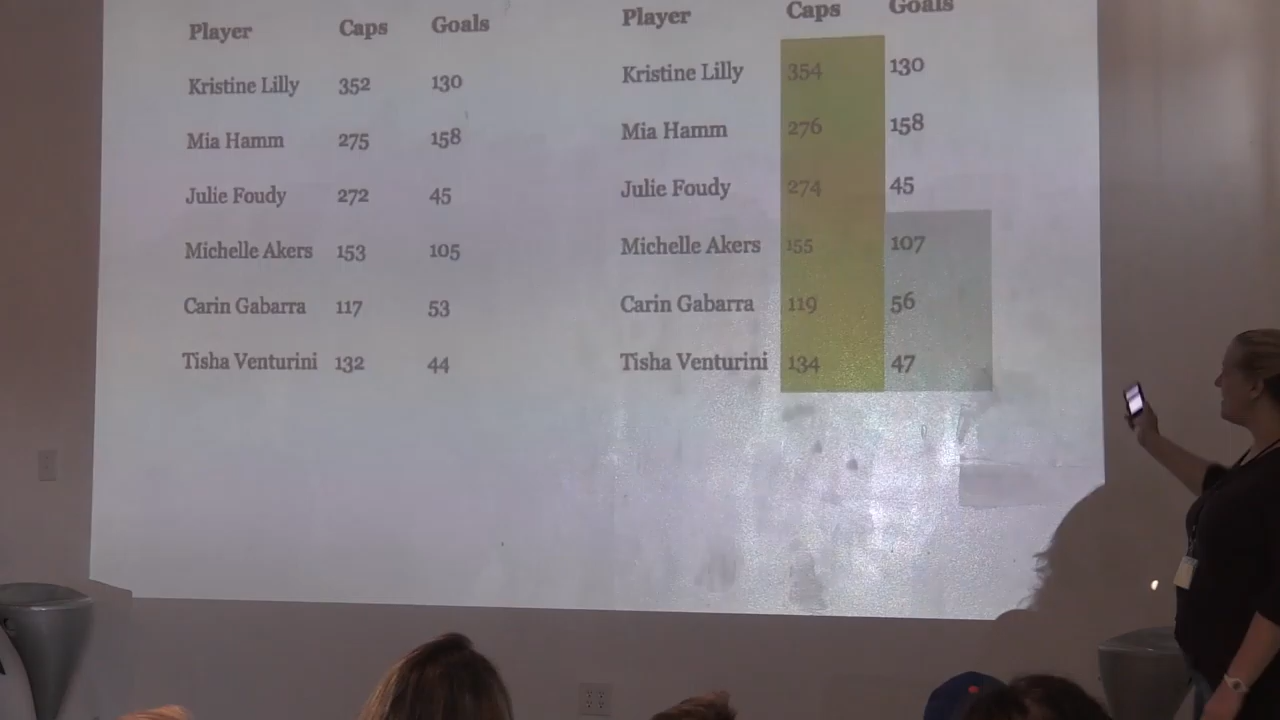 Player Caps Goals
Kristine Lilly 352 130
Mia Hamm 275 158
Julie Foudy 272 45
Michelle Akers 153 105
Carin Gabarra 117 53
Tisha Venturini 132 44
Player Caps Goals
Kristine Lilly 354 130
Mia Hamm 276 158
Julie Foudy 274 45
Michelle Akers 155 107
Carin Gabarra 119 56
Tisha Venturini 134 47